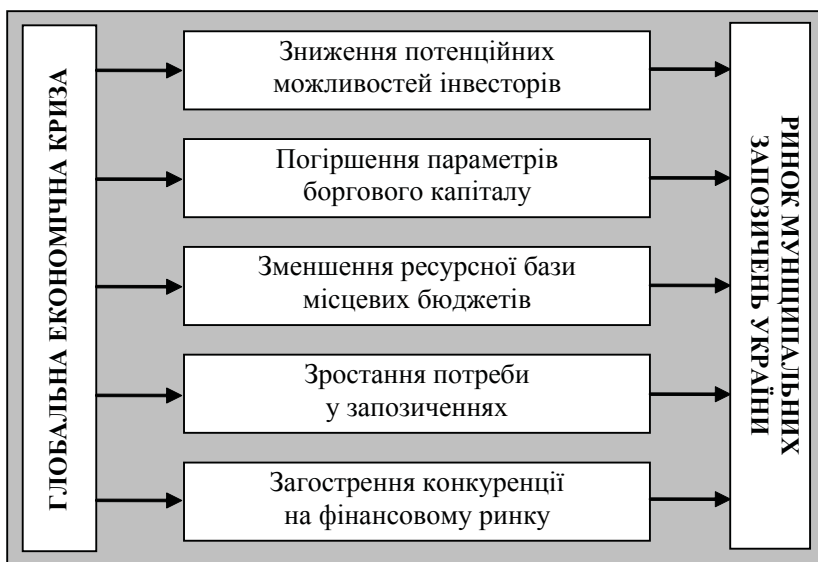 ГЛОБАЛЬНА ЕКОНОМІЧНА КРИЗА
Зниження потенційних
можливостей інвесторів
Погіршення параметрів
боргового капіталу
Зменшення ресурсної бази
місцевих бюджетів
Зростання потреби
у запозиченнях
Загострення конкуренції
на фінансовому ринку
РИНОК МУНЩИПАЛЬНИХ
ЗАПОЗИЧЕНЬ УКРАЇНИ